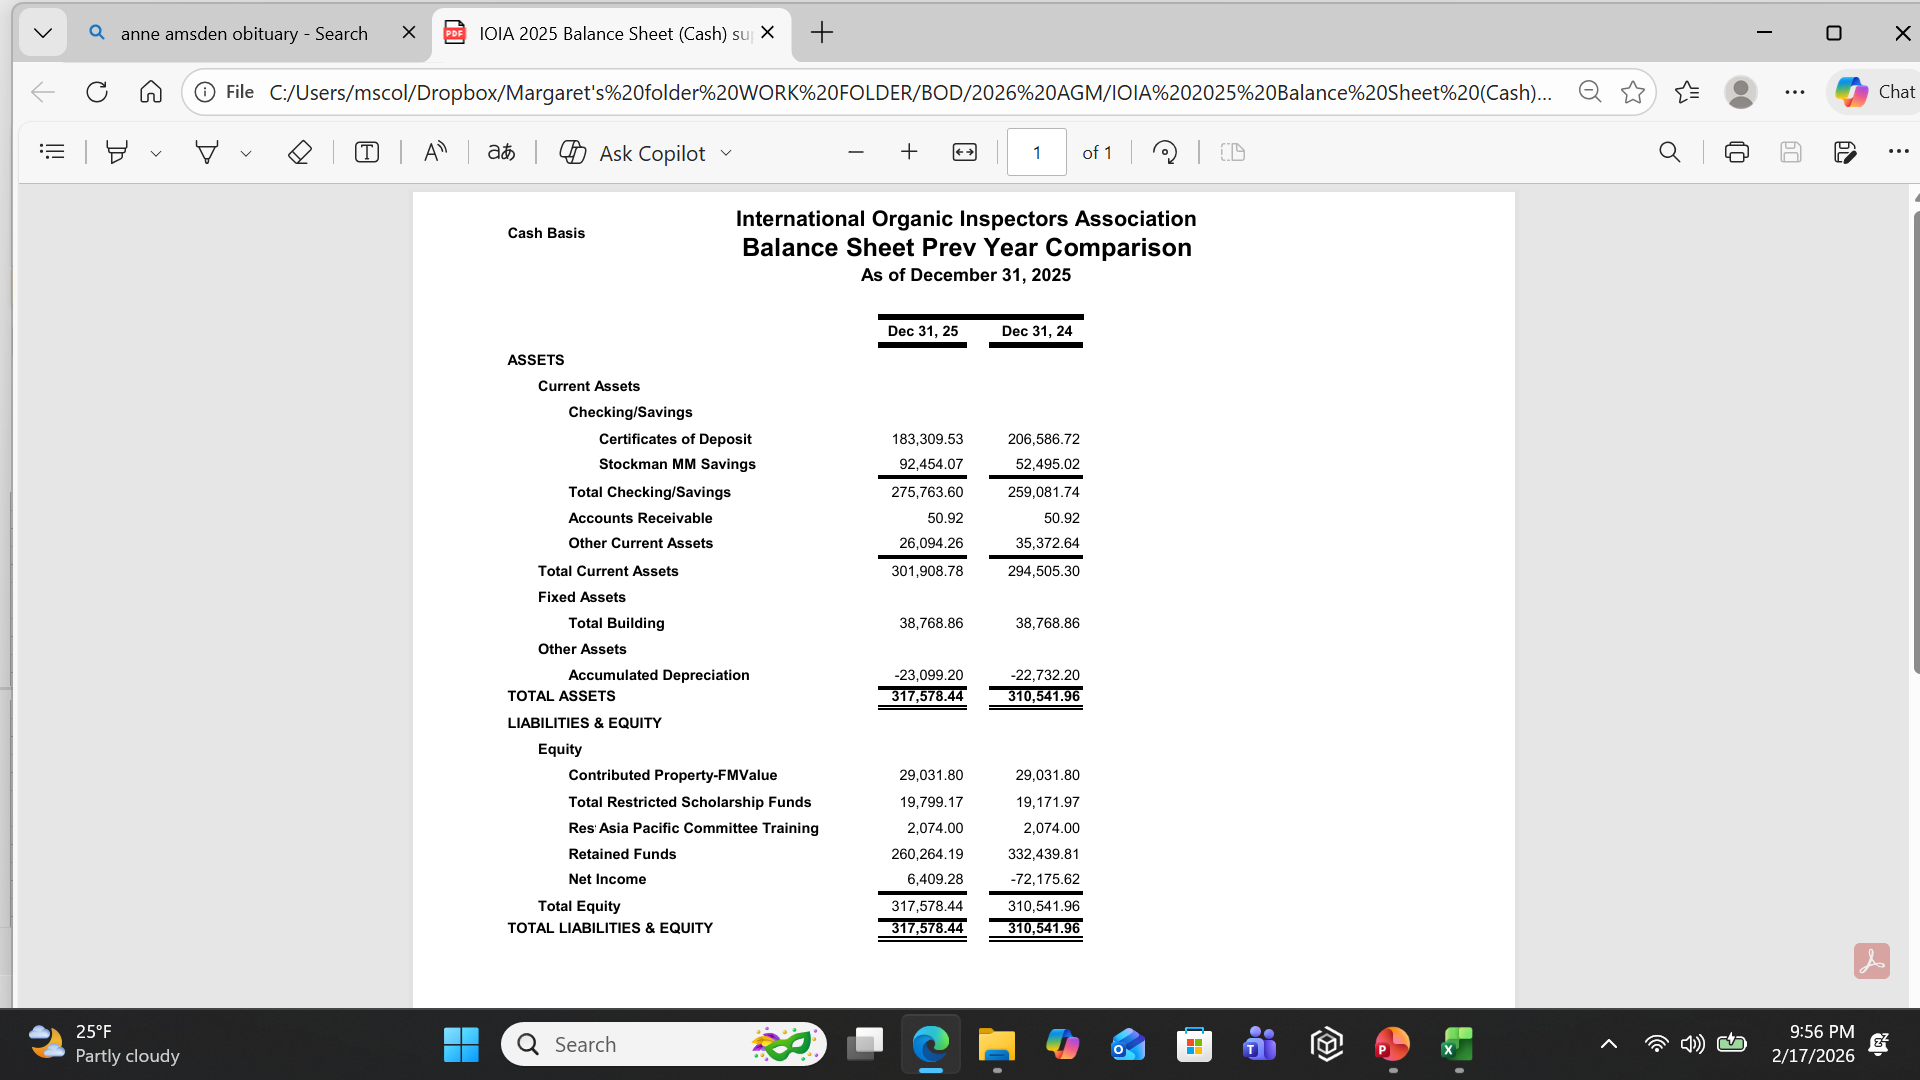 anne amsden obituary - Search
IOIA 2025 Balance Sheet (Cash) su
File C:/Users/mscol/Dropbox/Margaret's%20folder%20WORK%20FOLDER/BOD/2026%20AGM/IOIA%202025%20Balance%20Sheet%20(Cash)...
Chat
Ask Copilot
1 of 1
Cash Basis
International Organic Inspectors Association
Balance Sheet Prev Year Comparison
As of December 31, 2025
Dec 31, 25 Dec 31, 24
ASSETS
Current Assets
Checking/Savings
Certificates of Deposit 183,309.53 206,586.72
Stockman MM Savings 92,454.07 52,495.02
Total Checking/Savings 275,763.60 259,081.74
Accounts Receivable 50.92 50.92
Other Current Assets 26,094.26 35,372.64
Total Current Assets 301,908.78 294,505.30
Fixed Assets
Total Building 38,768.86 38,768.86
Other Assets
Accumulated Depreciation -23,099.20 -22,732.20
TOTAL ASSETS 317,578.44 310,541.96
LIABILITIES & EQUITY
Equity
Contributed Property-FMValue 29,031.80 29,031.80
Total Restricted Scholarship Funds 19,799.17 19,171.97
Res Asia Pacific Committee Training 2,074.00 2,074.00
Retained Funds 260,264.19 332,439.81
Net Income 6,409.28 -72,175.62
Total Equity 317,578.44 310,541.96
TOTAL LIABILITIES & EQUITY 317,578.44 310,541.96
25°F
Partly cloudy
Search
9:56 PM
2/17/2026